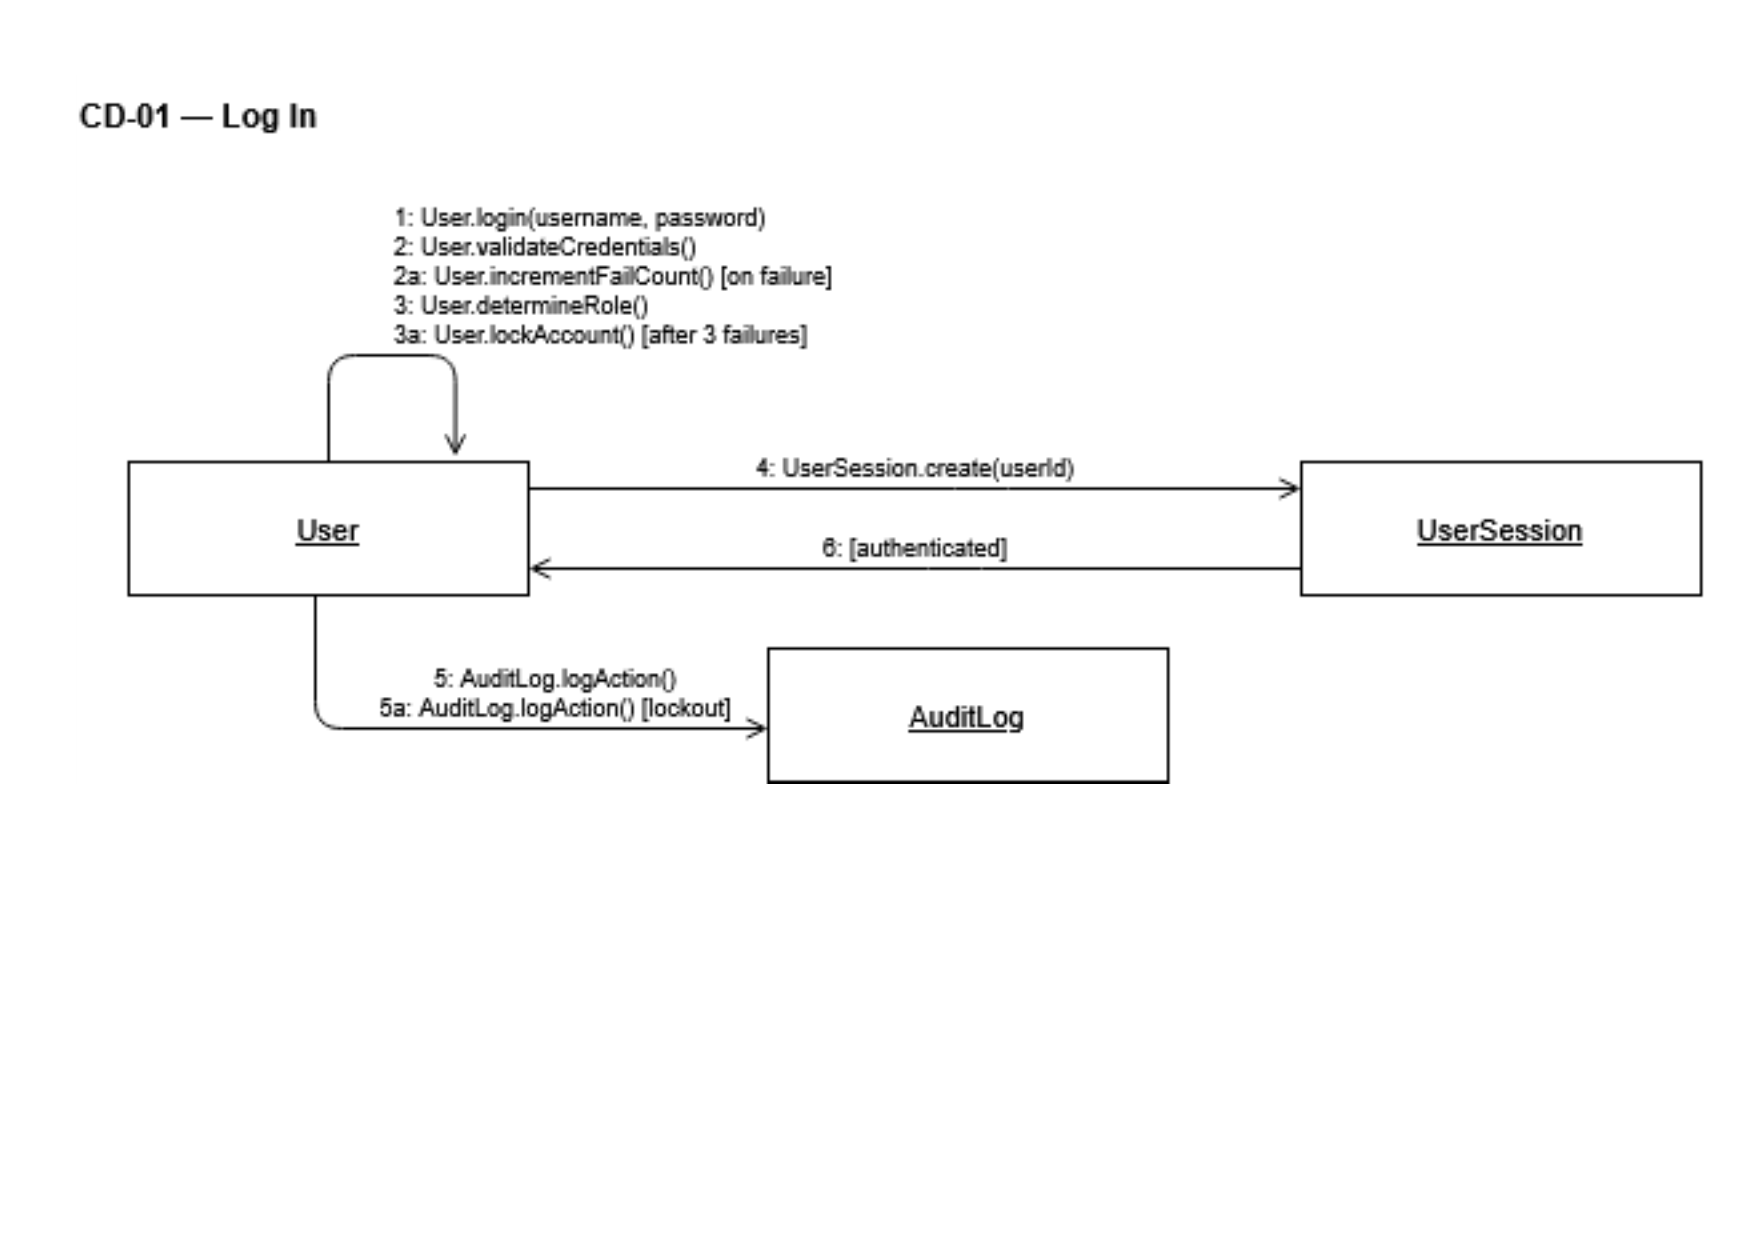 CD-01 — Log In
1: User.login(username, password)
2: User.validateCredentials()
2a: User.incrementFailCount() [on failure]
3: User.determineRole()
3a: User.lockAccount() [after 3 failures]
4: UserSession.create(userId)
User
UserSession
6: [authenticated]
5: AuditLog.logAction()
5a: AuditLog.logAction() [lockout]
AuditLog